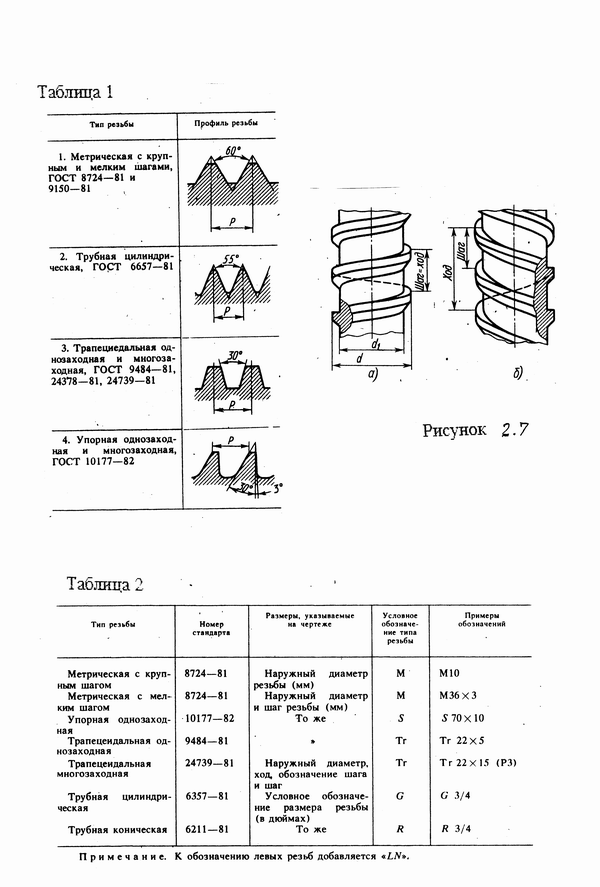 Таблица 1
Тип резьбы
Профиль резьбы
1. Метрическая с круп-
ным и мелким шагами,
ГОСТ 8724—81 и
9150—81
60°
P
2. Трубная цилиндри-
ческая, ГОСТ 6657—81
55°
P
3. Трапециедальная од-
нозаходная и многоза-
ходная, ГОСТ 9484—81,
24378—81, 24739—81
30°
P
4. Упорная однозаход-
ная и многозаходная,
ГОСТ 10177—82
P
30°
3°
Шаг=ход
d₁
d
а)
Ход
Шаг
б)
Рисунок 2.7
Таблица 2
Тип резьбы
Номер
стандарта
Размеры, указываемые
на чертеже
Условное
обозначе-
ние типа
резьбы
Примеры
обозначений
Метрическая с круп-
ным шагом
8724—81
Наружный диаметр
резьбы (мм)
М
М10
Метрическая с мел-
ким шагом
8724—81
Наружный диаметр
и шаг резьбы (мм)
М
М36×3
Упорная однозаход-
ная
10177—82
То же
S
S 70×10
Трапецеидальная од-
нозаходная
9484—81
»
Tr
Tr 22×5
Трапецеидальная
многозаходная
24739—81
Наружный диаметр,
ход, обозначение шага
и шаг
Tr
Tr 22×15 (Р3)
Трубная цилиндри-
ческая
6357—81
Условное обозначе-
ние размера резьбы
(в дюймах)
G
G 3/4
Трубная коническая
6211—81
То же
R
R 3/4
Примечание. К обозначению левых резьб добавляется «LN».